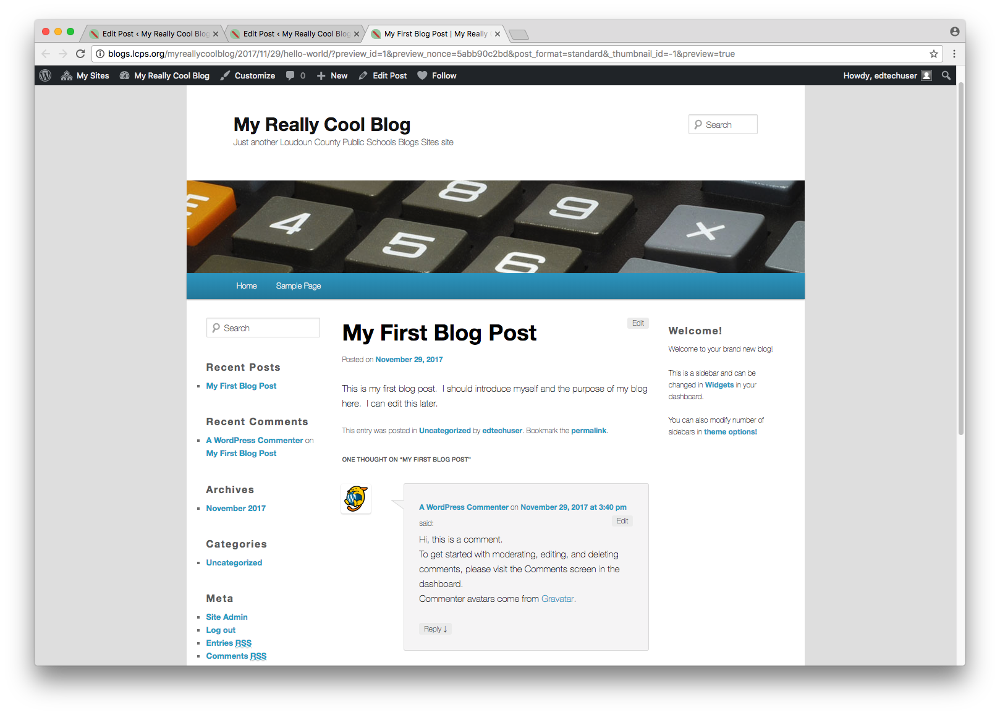 Edit Post ‹ My Really Cool Blog
Edit Post ‹ My Really Cool Blog
My First Blog Post | My Really
blogs.lcps.org/myreallycoolblog/2017/11/29/hello-world/?preview_id=1&preview_nonce=5abb90c2bd&post_format=standard&_thumbnail_id=-1&preview=true
My Sites My Really Cool Blog Customize 0 New Edit Post Follow Howdy, edtechuser
My Really Cool Blog
Just another Loudoun County Public Schools Blogs Sites site
Search
E 4 8 5 9 6 X
Home Sample Page
Search
Recent Posts
My First Blog Post
Recent Comments
A WordPress Commenter on
My First Blog Post
Archives
November 2017
Categories
Uncategorized
Meta
Site Admin
Log out
Entries RSS
Comments RSS
My First Blog Post
Edit
Posted on November 29, 2017
This is my first blog post.  I should introduce myself and the purpose of my blog
here.  I can edit this later.
This entry was posted in Uncategorized by edtechuser. Bookmark the permalink.
ONE THOUGHT ON “MY FIRST BLOG POST”
A WordPress Commenter on November 29, 2017 at 3:40 pm
said:
Edit
Hi, this is a comment.
To get started with moderating, editing, and deleting
comments, please visit the Comments screen in the
dashboard.
Commenter avatars come from Gravatar.
Reply ↓
Welcome!
Welcome to your brand new blog!
This is a sidebar and can be
changed in Widgets in your
dashboard.
You can also modify number of
sidebars in theme options!